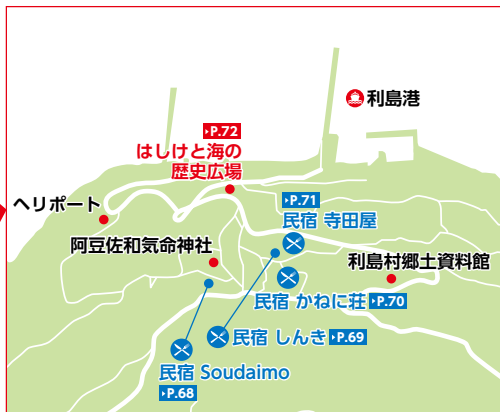 利島港
▸P.72
はしけと海の
歴史広場
ヘリポート
▸P.71
民宿 寺田屋
阿豆佐和気命神社
利島村郷土資料館
民宿 かねに荘 ▸P.70
民宿 しんき ▸P.69
民宿 Soudaimo
▸P.68